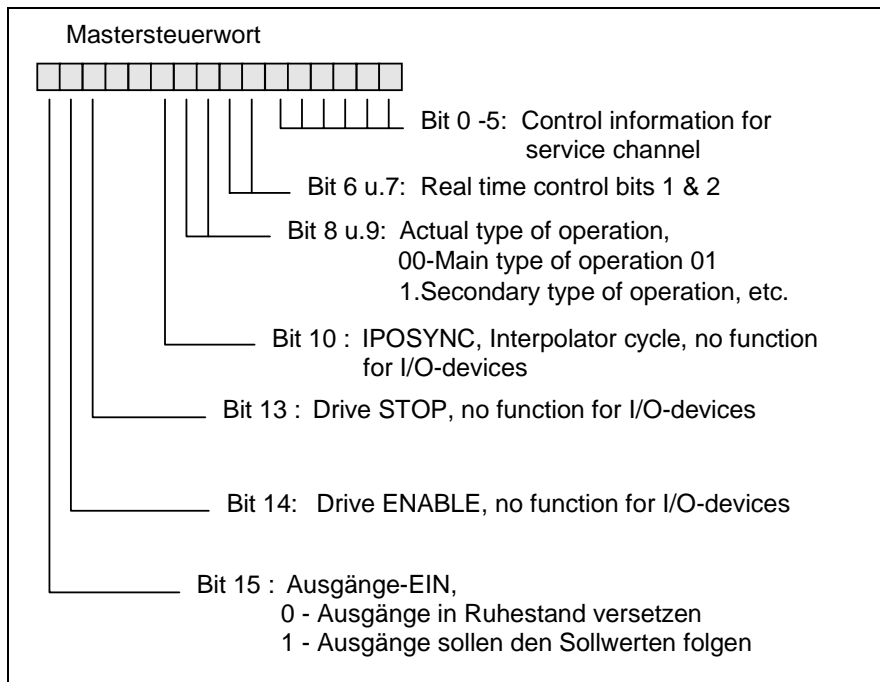 Mastersteuerwort
Bit 0 -5: Control information for
service channel
Bit 6 u.7: Real time control bits 1 & 2
Bit 8 u.9: Actual type of operation,
00-Main type of operation 01
1.Secondary type of operation, etc.
Bit 10 : IPOSYNC, Interpolator cycle, no function
for I/O-devices
Bit 13 : Drive STOP, no function for I/O-devices
Bit 14: Drive ENABLE, no function for I/O-devices
Bit 15 : Ausgänge-EIN,
0 - Ausgänge in Ruhestand versetzen
1 - Ausgänge sollen den Sollwerten folgen